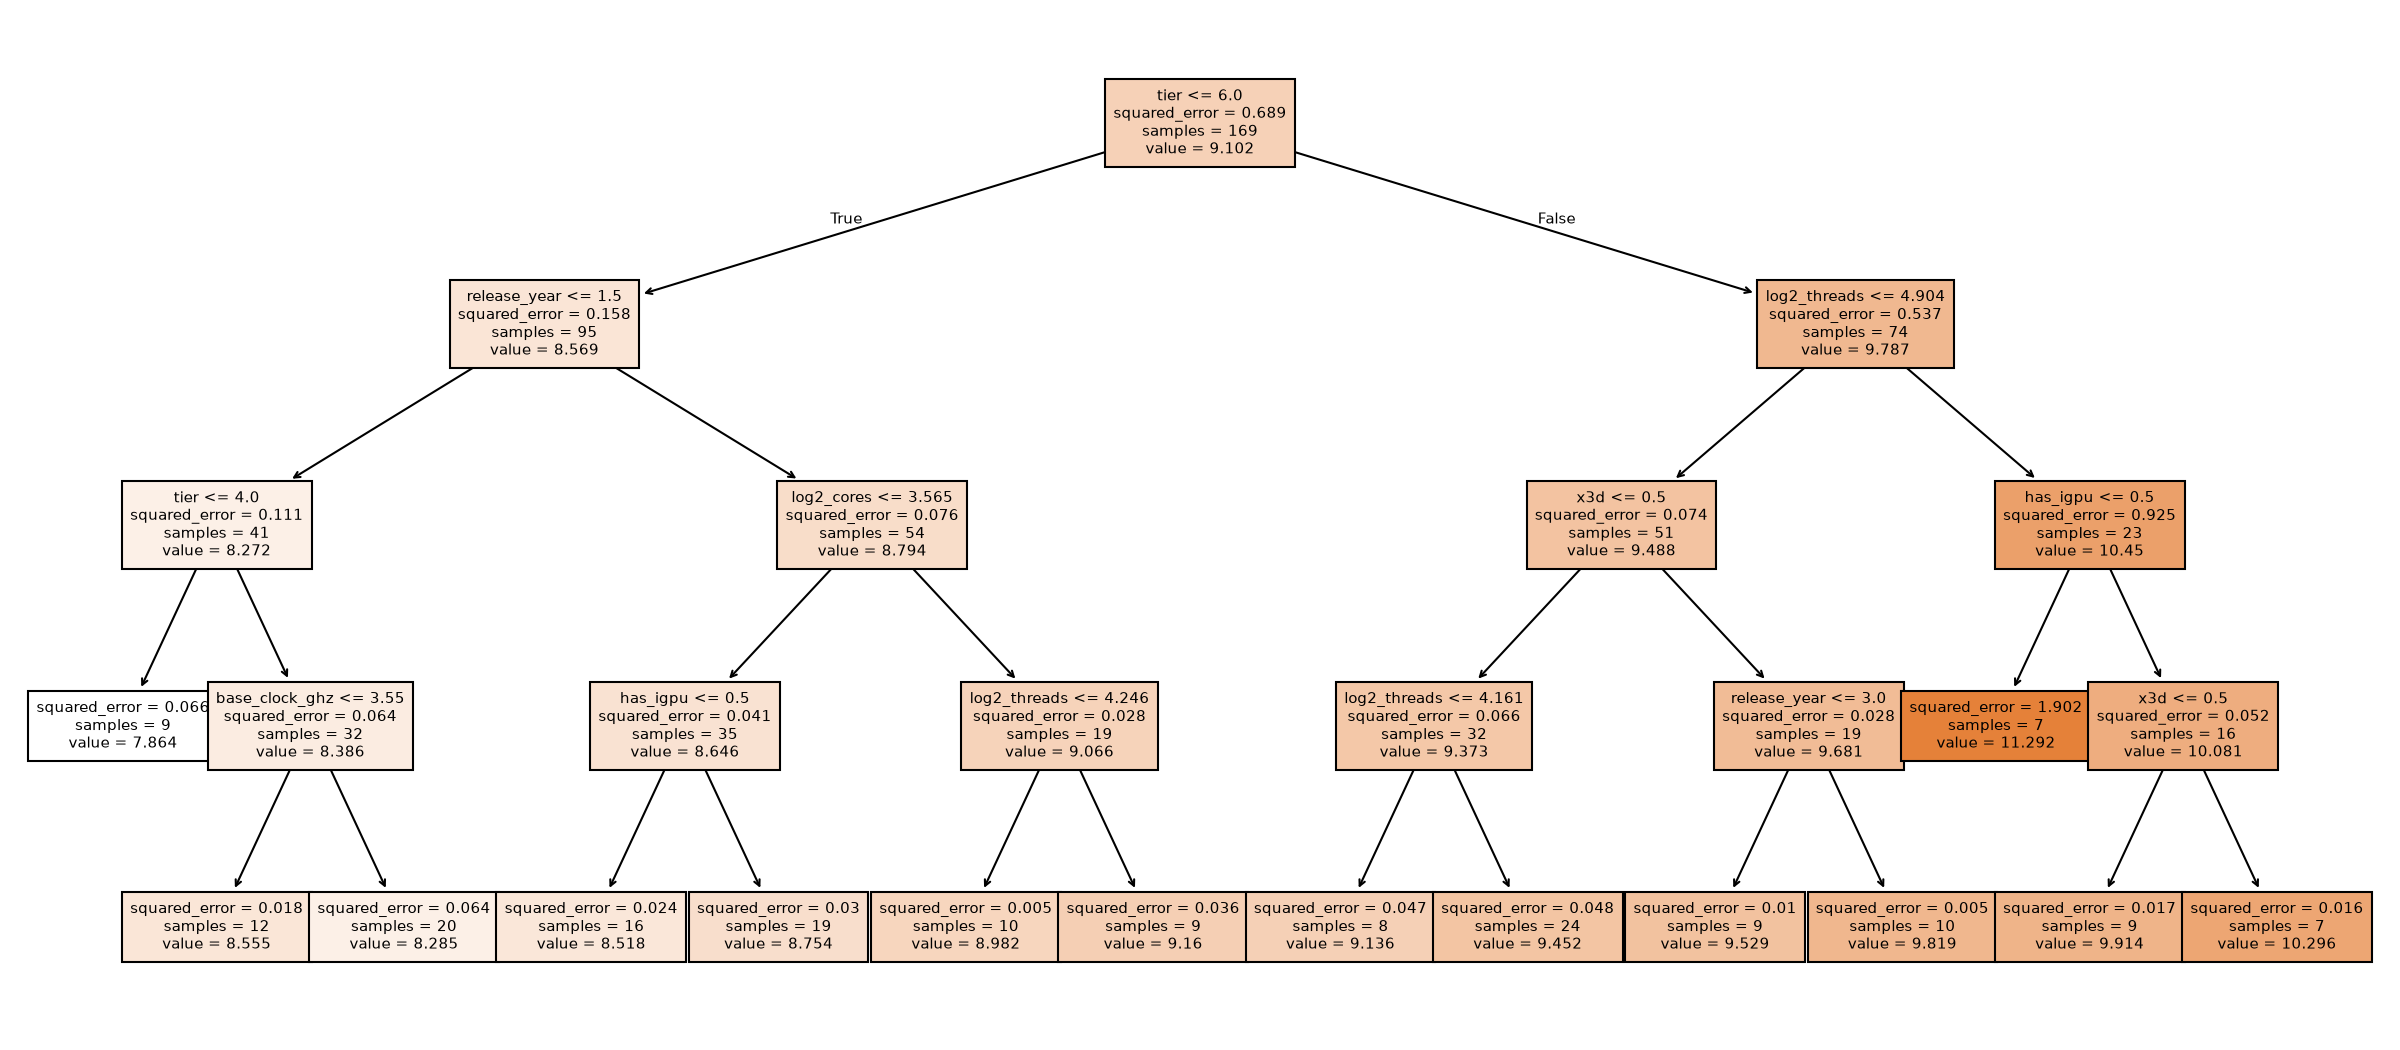 tier <= 6.0
squared_error = 0.689
samples = 169
value = 9.102
True
False
release_year <= 1.5
squared_error = 0.158
samples = 95
value = 8.569
log2_threads <= 4.904
squared_error = 0.537
samples = 74
value = 9.787
tier <= 4.0
squared_error = 0.111
samples = 41
value = 8.272
log2_cores <= 3.565
squared_error = 0.076
samples = 54
value = 8.794
x3d <= 0.5
squared_error = 0.074
samples = 51
value = 9.488
has_igpu <= 0.5
squared_error = 0.925
samples = 23
value = 10.45
squared_error = 0.066
samples = 9
value = 7.864
base_clock_ghz <= 3.55
squared_error = 0.064
samples = 32
value = 8.386
has_igpu <= 0.5
squared_error = 0.041
samples = 35
value = 8.646
log2_threads <= 4.246
squared_error = 0.028
samples = 19
value = 9.066
log2_threads <= 4.161
squared_error = 0.066
samples = 32
value = 9.373
release_year <= 3.0
squared_error = 0.028
samples = 19
value = 9.681
squared_error = 1.902
samples = 7
value = 11.292
x3d <= 0.5
squared_error = 0.052
samples = 16
value = 10.081
squared_error = 0.018
samples = 12
value = 8.555
squared_error = 0.064
samples = 20
value = 8.285
squared_error = 0.024
samples = 16
value = 8.518
squared_error = 0.03
samples = 19
value = 8.754
squared_error = 0.005
samples = 10
value = 8.982
squared_error = 0.036
samples = 9
value = 9.16
squared_error = 0.047
samples = 8
value = 9.136
squared_error = 0.048
samples = 24
value = 9.452
squared_error = 0.01
samples = 9
value = 9.529
squared_error = 0.005
samples = 10
value = 9.819
squared_error = 0.017
samples = 9
value = 9.914
squared_error = 0.016
samples = 7
value = 10.296